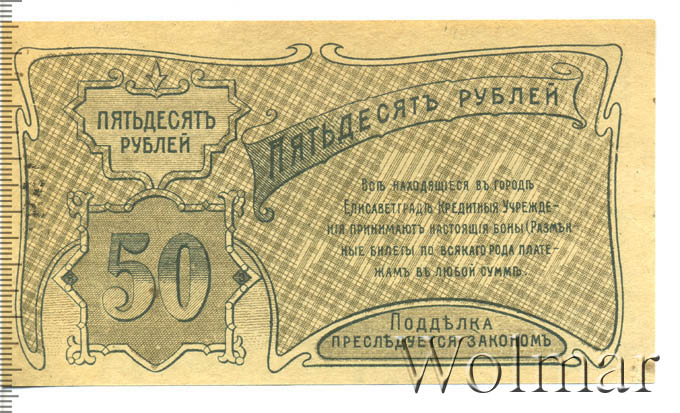 ПЯТЬДЕСЯТЪ
РУБЛЕЙ
ПЯТЬДЕСЯТЪ РУБЛЕЙ
50
Всѣ находящіеся въ городѣ
Елисаветградѣ Кредитныя Учрежде-
нія принимаютъ настоящія боны (Размѣн-
ные билеты) по всякаго рода плате-
жамъ въ любой суммѣ.
Поддѣлка
преслѣдуется закономъ
Wolmar